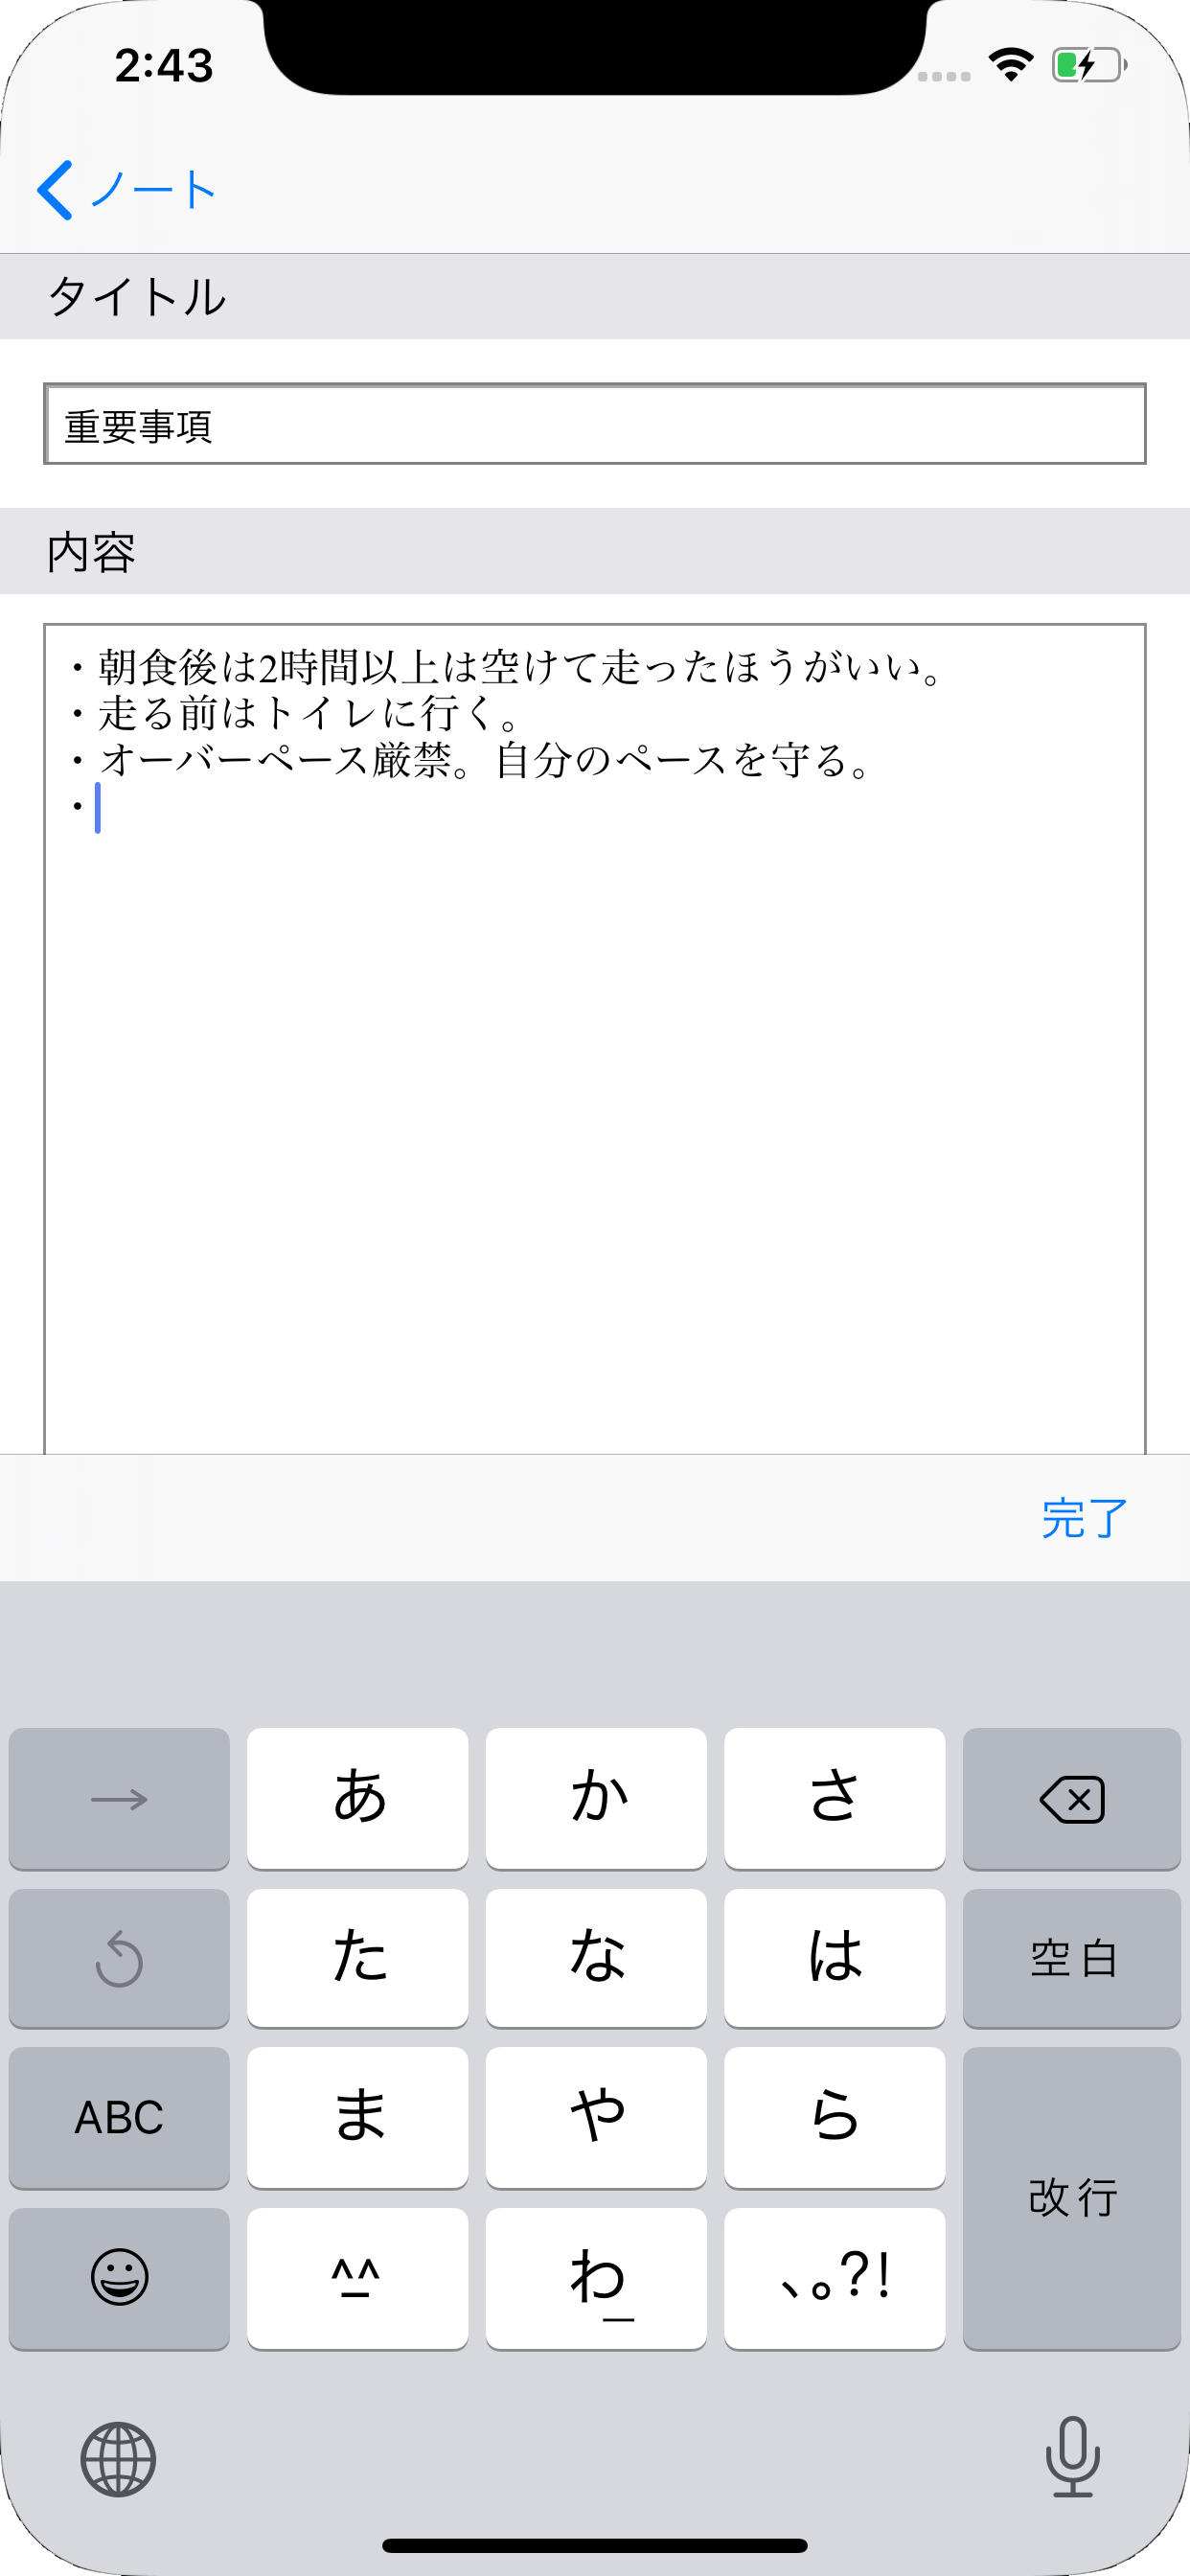 2:43
ノート
タイトル
重要事項
内容
・朝食後は2時間以上は空けて走ったほうがいい。
・走る前はトイレに行く。
・オーバーペース厳禁。自分のペースを守る。
・
完了
→ あ か さ
た な は 空白
ABC ま や ら
改行
^_^ わ_ 、。?!